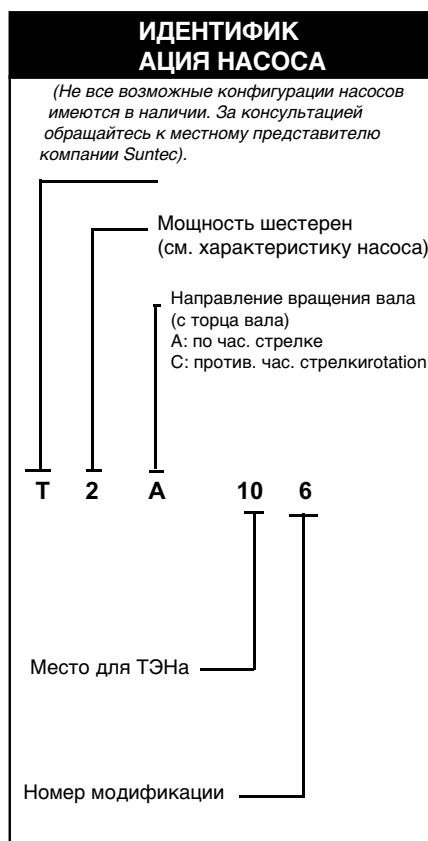 ИДЕНТИФИК
АЦИЯ НАСОСА
(Не все возможные конфигурации насосов
имеются в наличии. За консультацией
обращайтесь к местному представителю
компании Suntec).
Мощность шестерен
(см. характеристику насоса)
Направление вращения вала
(с торца вала)
A: по час. стрелке
C: против. час. стрелкиrotation
T 2 A 10 6
Место для ТЭНа
Номер модификации